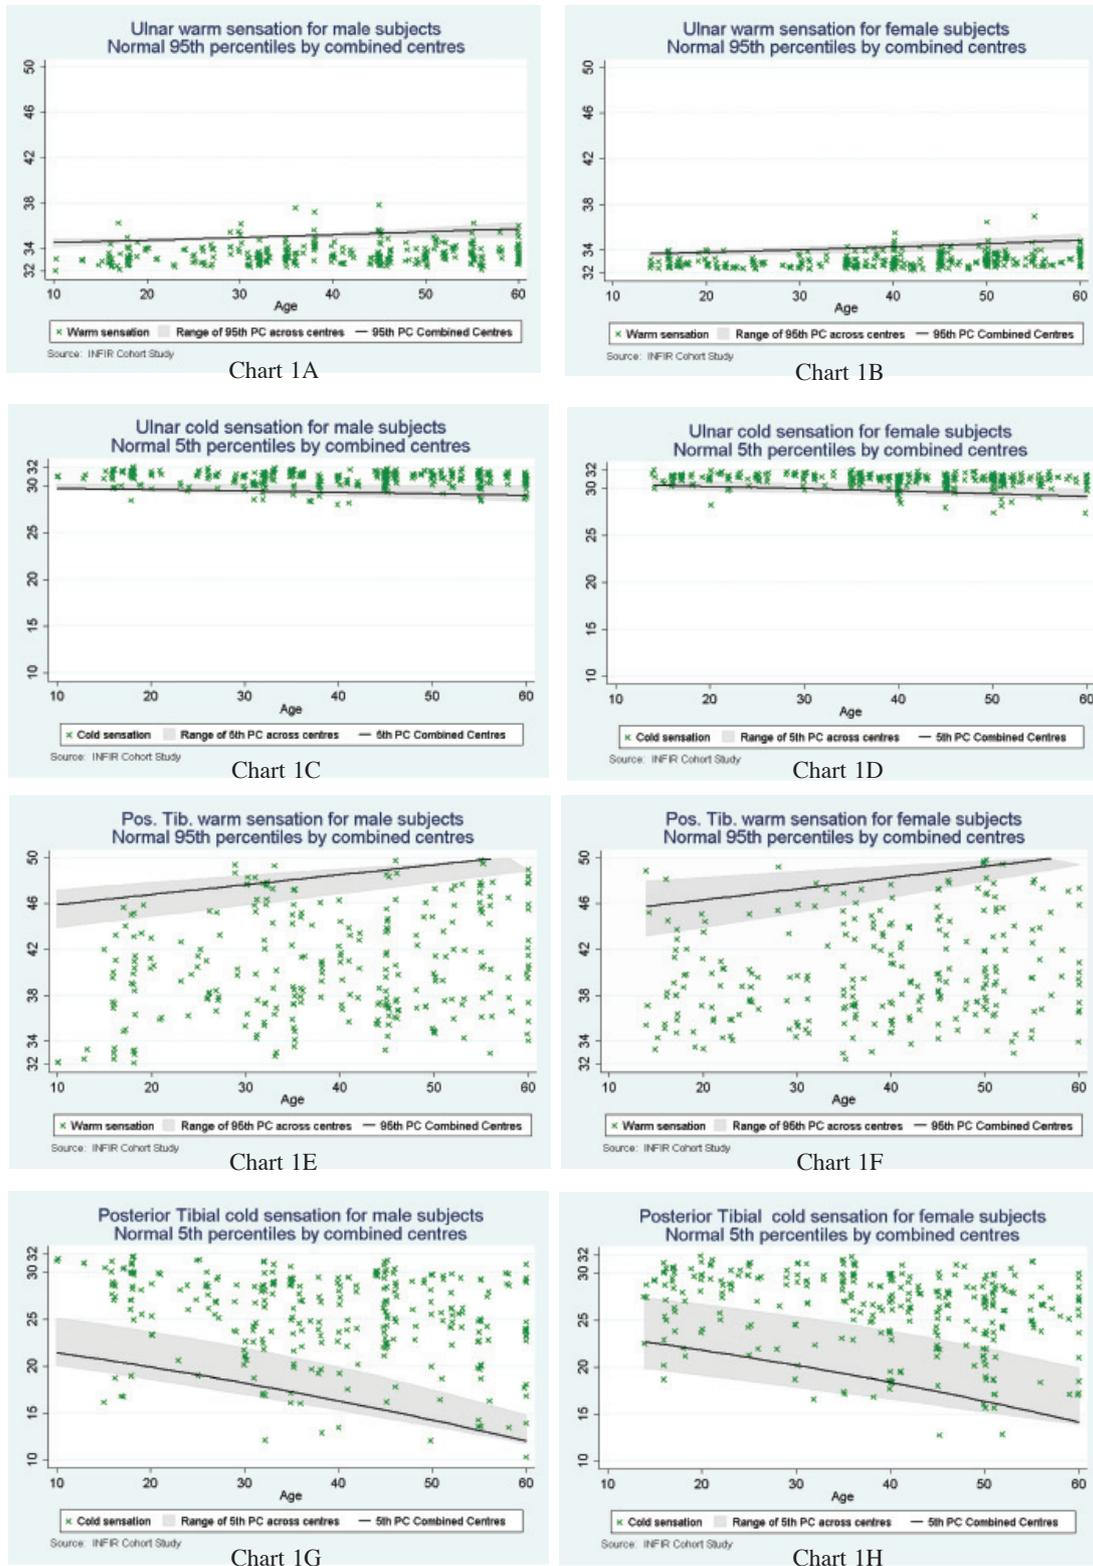 Ulnar warm sensation for male subjects
Normal 95th percentiles by combined centres
50
46
42
38
34
32
10 20 30 40 50 60
Age
× Warm sensation Range of 95th PC across centres — 95th PC Combined Centres
Source: INFIR Cohort Study
Chart 1A
Ulnar warm sensation for female subjects
Normal 95th percentiles by combined centres
50
46
42
38
34
32
10 20 30 40 50 60
Age
× Warm sensation Range of 95th PC across centres — 95th PC Combined Centres
Source: INFIR Cohort Study
Chart 1B
Ulnar cold sensation for male subjects
Normal 5th percentiles by combined centres
32
30
25
20
15
10
10 20 30 40 50 60
Age
× Cold sensation Range of 5th PC across centres — 5th PC Combined Centres
Source: INFIR Cohort Study
Chart 1C
Ulnar cold sensation for female subjects
Normal 5th percentiles by combined centres
32
30
25
20
15
10
10 20 30 40 50 60
Age
× Cold sensation Range of 5th PC across centres — 5th PC Combined Centres
Source: INFIR Cohort Study
Chart 1D
Pos. Tib. warm sensation for male subjects
Normal 95th percentiles by combined centres
50
46
42
38
34
32
10 20 30 40 50 60
Age
× Warm sensation Range of 95th PC across centres — 95th PC Combined Centres
Source: INFIR Cohort Study
Chart 1E
Pos. Tib. warm sensation for female subjects
Normal 95th percentiles by combined centres
50
46
42
38
34
32
10 20 30 40 50 60
Age
× Warm sensation Range of 95th PC across centres — 95th PC Combined Centres
Source: INFIR Cohort Study
Chart 1F
Posterior Tibial cold sensation for male subjects
Normal 5th percentiles by combined centres
32
30
25
20
15
10
10 20 30 40 50 60
Age
× Cold sensation Range of 5th PC across centres — 5th PC Combined Centres
Source: INFIR Cohort Study
Chart 1G
Posterior Tibial cold sensation for female subjects
Normal 5th percentiles by combined centres
32
30
25
20
15
10
10 20 30 40 50 60
Age
× Cold sensation Range of 5th PC across centres — 5th PC Combined Centres
Source: INFIR Cohort Study
Chart 1H